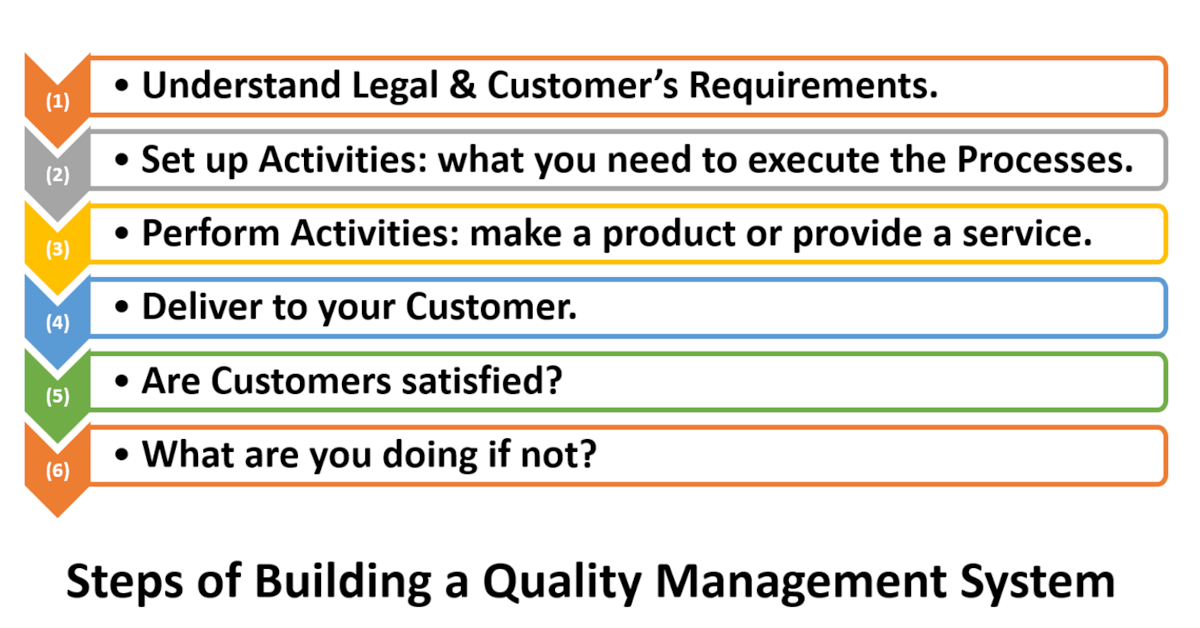 (1) • Understand Legal & Customer’s Requirements.
(2) • Set up Activities: what you need to execute the Processes.
(3) • Perform Activities: make a product or provide a service.
(4) • Deliver to your Customer.
(5) • Are Customers satisfied?
(6) • What are you doing if not?
Steps of Building a Quality Management System